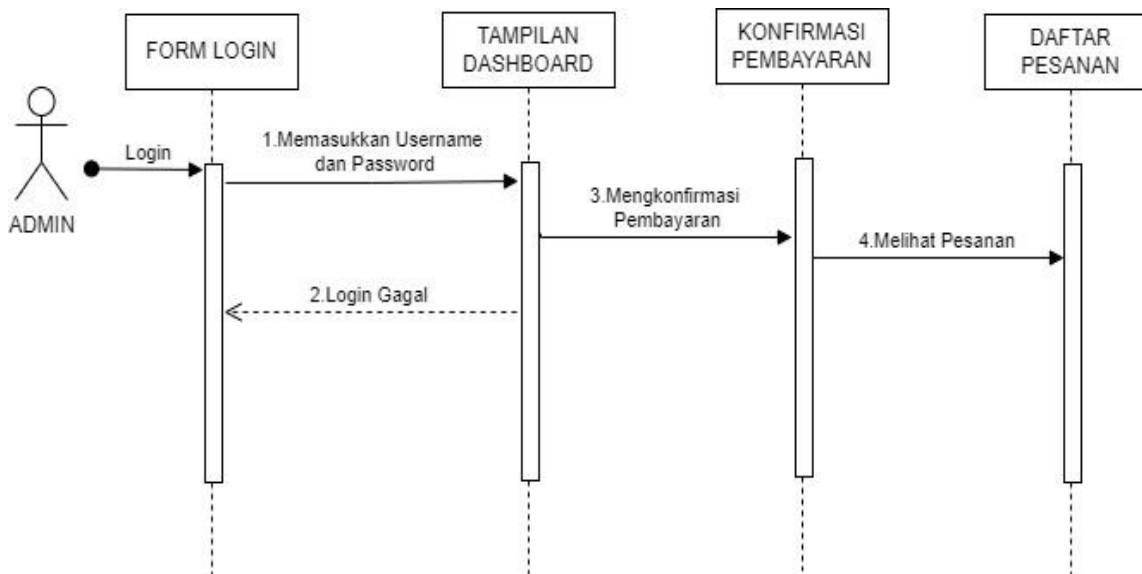 FORM LOGIN
TAMPILAN
DASHBOARD
KONFIRMASI
PEMBAYARAN
DAFTAR
PESANAN
Login
1.Memasukkan Username
dan Password
3.Mengkonfirmasi
Pembayaran
ADMIN
4.Melihat Pesanan
2.Login Gagal